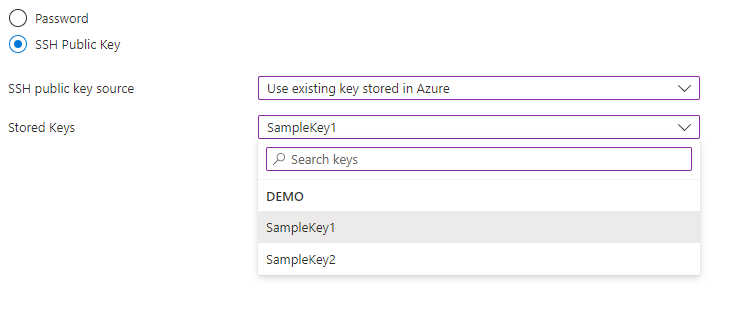 Password
SSH Public Key
SSH public key source
Use existing key stored in Azure
Stored Keys
SampleKey1
Search keys
DEMO
SampleKey1
SampleKey2